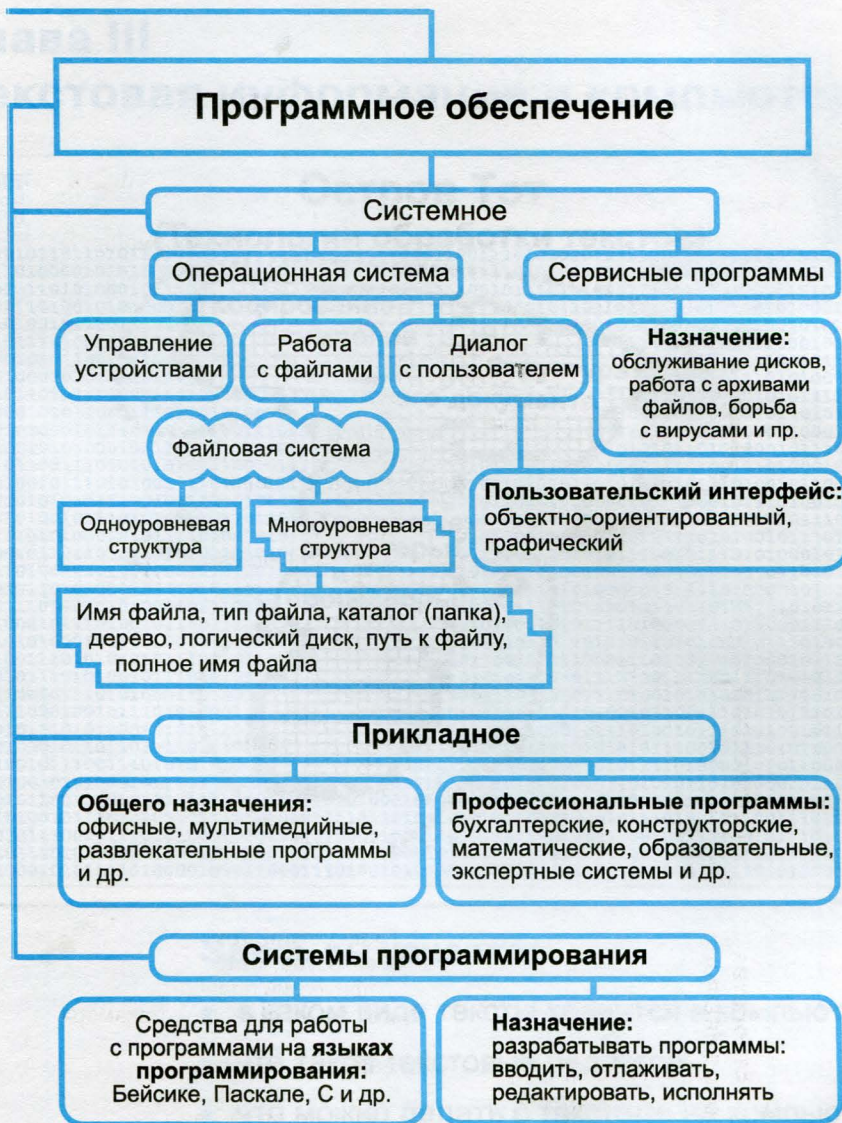 Программное обеспечение
Системное
Операционная система
Сервисные программы
Управление
устройствами
Работа
с файлами
Диалог
с пользователем
Назначение:
обслуживание дисков,
работа с архивами
файлов, борьба
с вирусами и пр.
Файловая система
Пользовательский интерфейс:
объектно-ориентированный,
графический
Одноуровневая
структура
Многоуровневая
структура
Имя файла, тип файла, каталог (папка),
дерево, логический диск, путь к файлу,
полное имя файла
Прикладное
Общего назначения:
офисные, мультимедийные,
развлекательные программы
и др.
Профессиональные программы:
бухгалтерские, конструкторские,
математические, образовательные,
экспертные системы и др.
Системы программирования
Средства для работы
с программами на языках
программирования:
Бейсике, Паскале, С и др.
Назначение:
разрабатывать программы:
вводить, отлаживать,
редактировать, исполнять